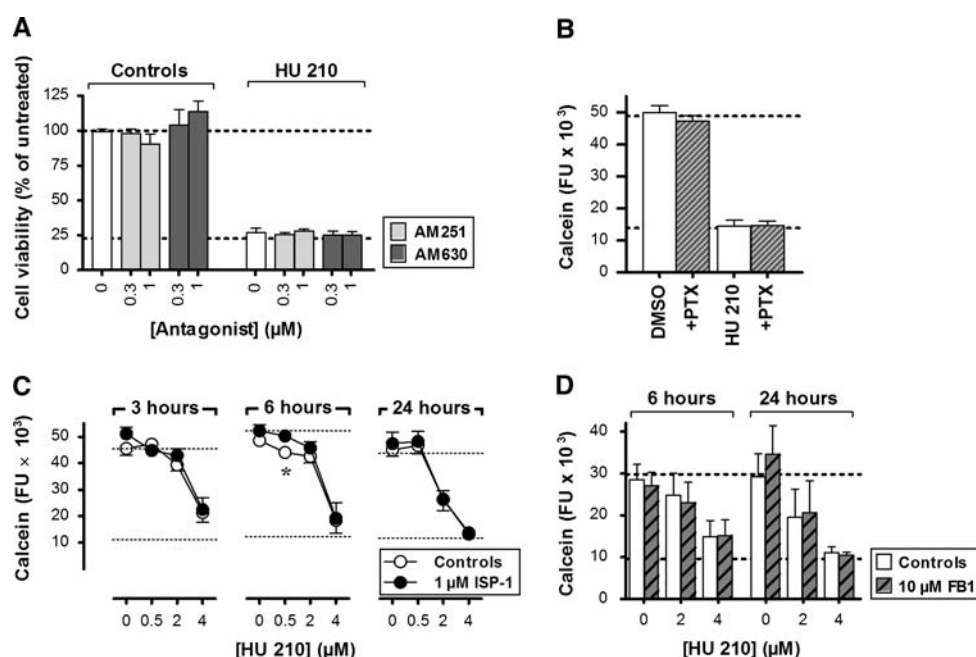 A
Controls
HU 210
Cell viability (% of untreated)
125
100
75
50
25
0
0
0.3
1
0.3
1
0
0.3
1
0.3
1
[Antagonist] (µM)
AM251
AM630
B
Calcein (FU x 10 3)
50
40
30
20
10
0
DMSO
+PTX
HU 210
+PTX
C
3 hours
6 hours
24 hours
Calcein (FU × 10³)
50
40
30
20
10
*
Controls
1 µM ISP-1
0 0.5 2 4
0 0.5 2 4
0 0.5 2 4
[HU 210] (µM)
D
6 hours
24 hours
Calcein (FU x 10 3)
40
30
20
10
0
Controls
10 µM FB1
0 2 4 0 2 4
[HU 210] (µM)